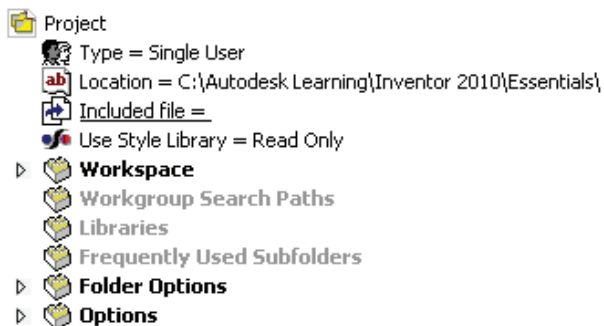 Project
Type = Single User
ab Location = C:\Autodesk Learning\Inventor 2010\Essentials\
Included file =
Use Style Library = Read Only
Workspace
Workgroup Search Paths
Libraries
Frequently Used Subfolders
Folder Options
Options